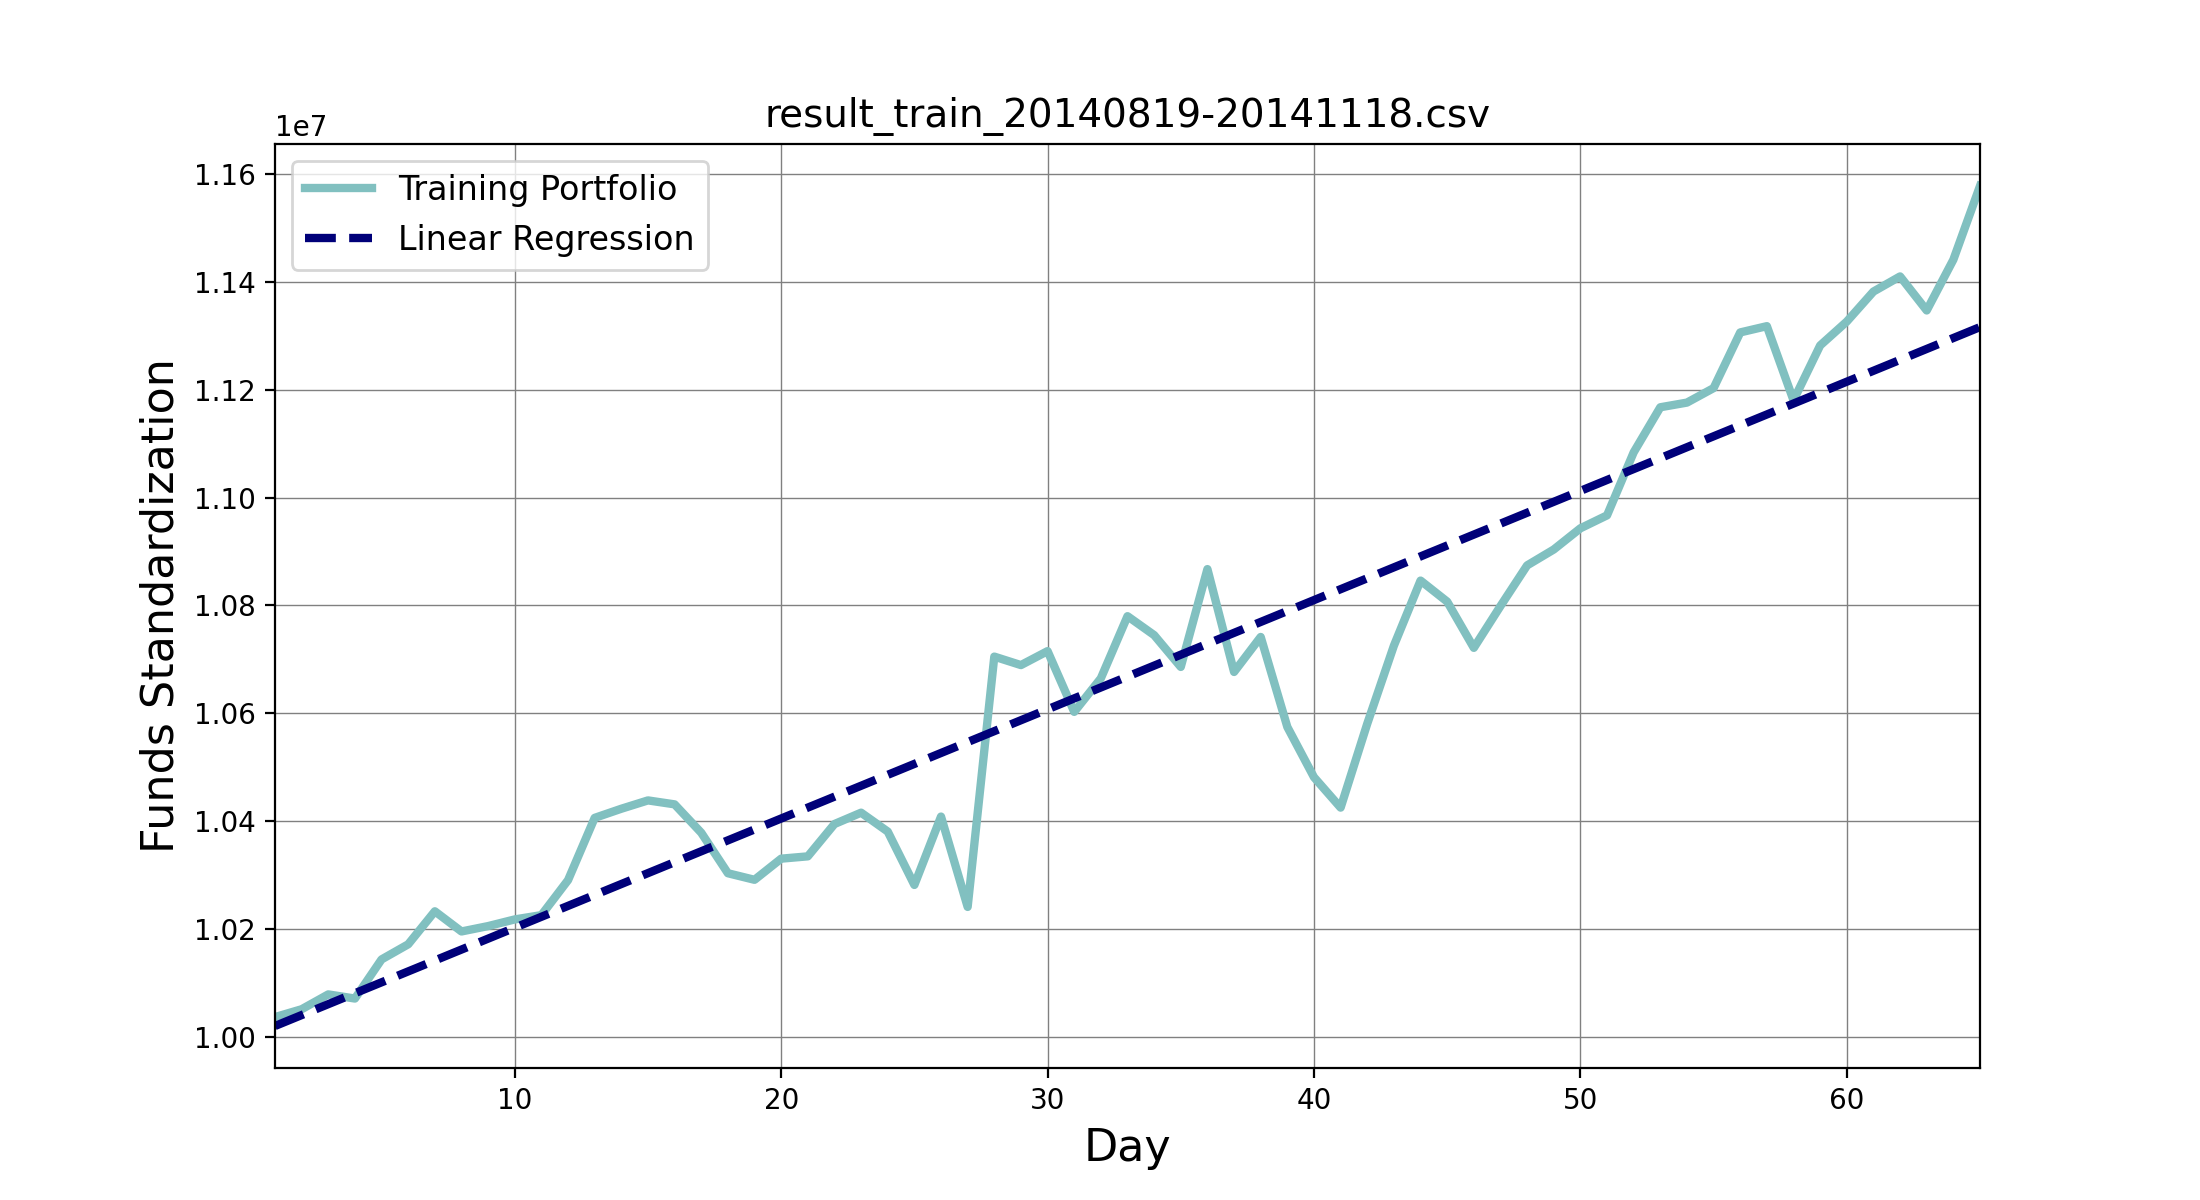 result_train_20140819-20141118.csv
1e7
Training Portfolio
Linear Regression
1.16
1.14
1.12
1.10
1.08
1.06
1.04
1.02
1.00
Funds Standardization
10 20 30 40 50 60
Day